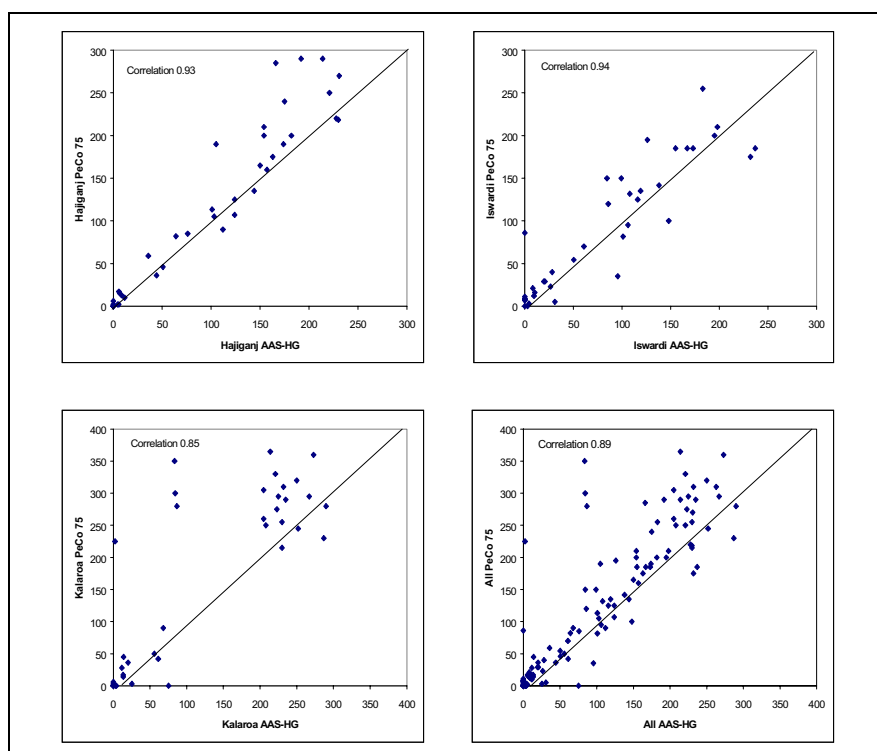 Correlation 0.93
300
250
200
150
100
50
0
Hajiganj PeCo 75
0 50 100 150 200 250 300
Hajiganj AAS-HG
Correlation 0.94
300
250
200
150
100
50
0
Iswardi PeCo 75
0 50 100 150 200 250 300
Iswardi AAS-HG
Correlation 0.85
400
350
300
250
200
150
100
50
0
Kalaroa PeCo 75
0 50 100 150 200 250 300 350 400
Kalaroa AAS-HG
Correlation 0.89
400
350
300
250
200
150
100
50
0
All PeCo 75
0 50 100 150 200 250 300 350 400
All AAS-HG